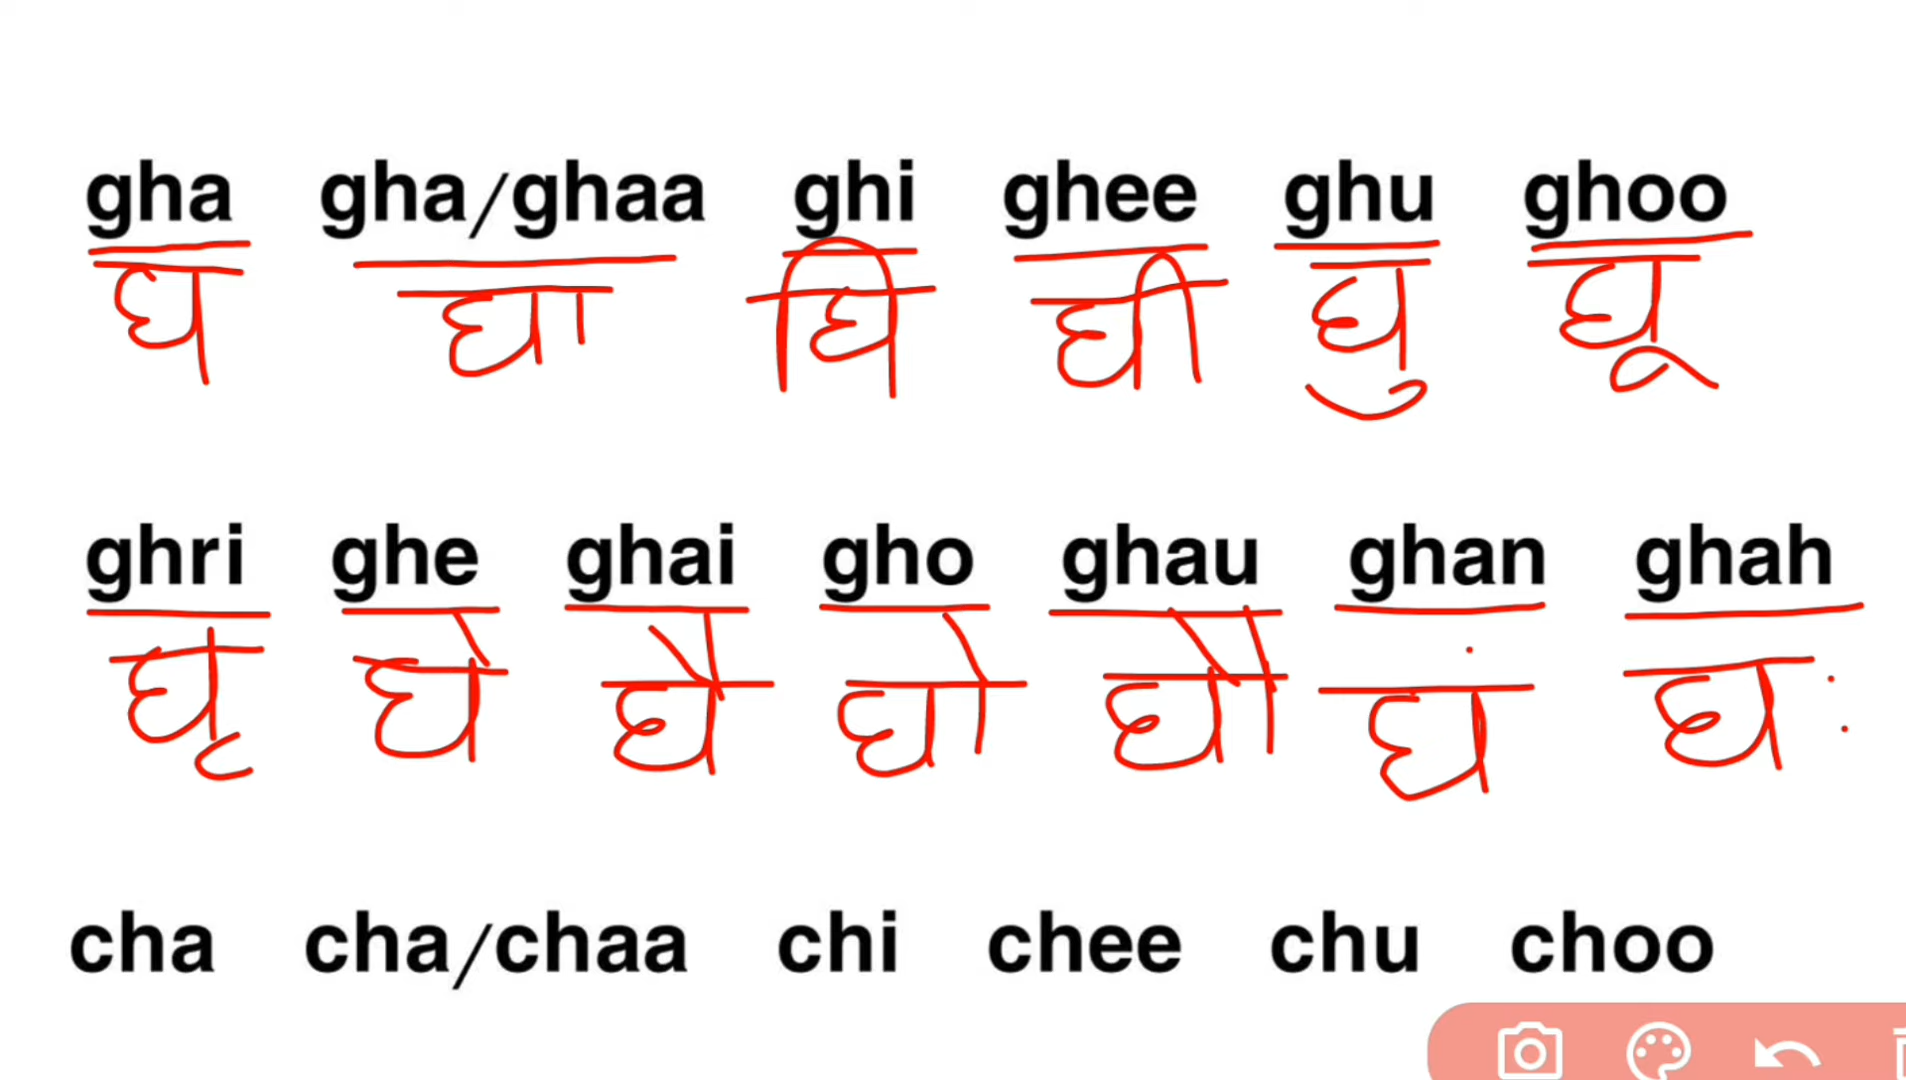 gha gha/ghaa ghi ghee ghu ghoo
घ घा घि घी घु घू
ghri ghe ghai gho ghau ghan ghah
घृ घे घै घो घौ घं घः
cha cha/chaa chi chee chu choo